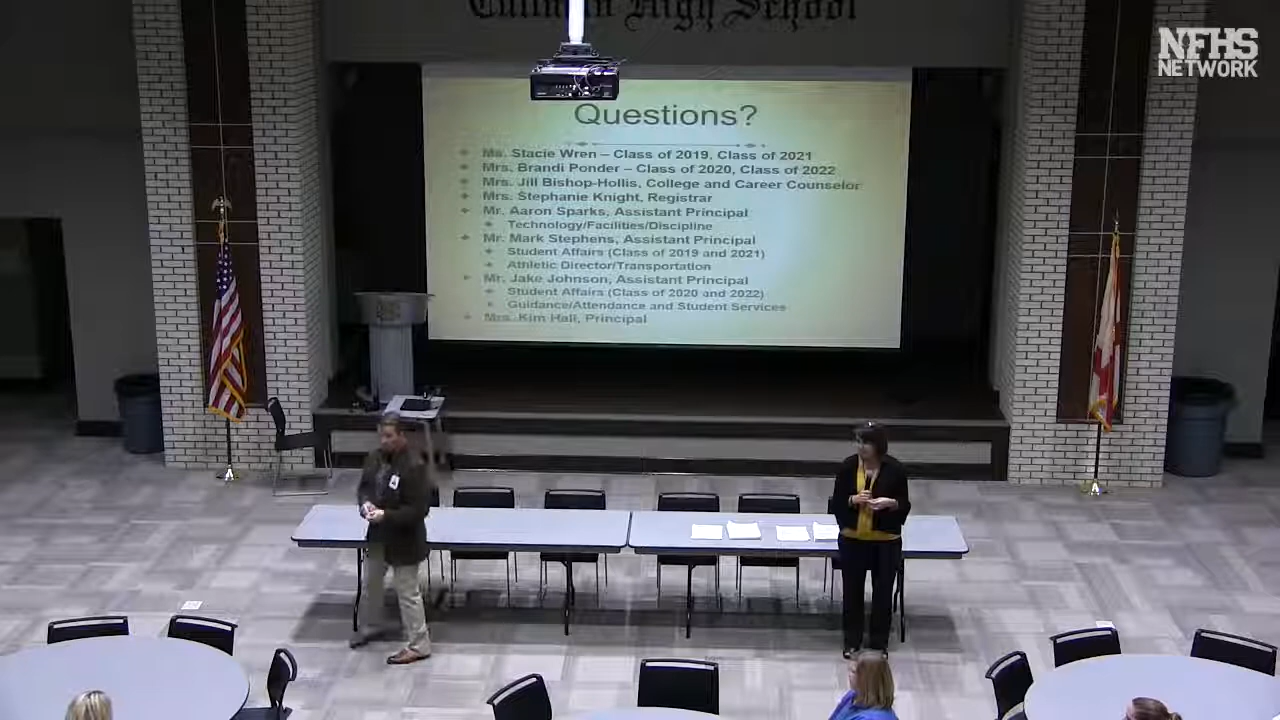 Cullman High School
NFHS
NETWORK
Questions?
Ms. Stacie Wren – Class of 2019, Class of 2021
Mrs. Brandi Ponder – Class of 2020, Class of 2022
Mrs. Jill Bishop-Hollis, College and Career Counselor
Mrs. Stephanie Knight, Registrar
Mr. Aaron Sparks, Assistant Principal
Technology/Facilities/Discipline
Mr. Mark Stephens, Assistant Principal
Student Affairs (Class of 2019 and 2021)
Athletic Director/Transportation
Mr. Jake Johnson, Assistant Principal
Student Affairs (Class of 2020 and 2022)
Guidance/Attendance and Student Services
Mrs. Kim Hall, Principal